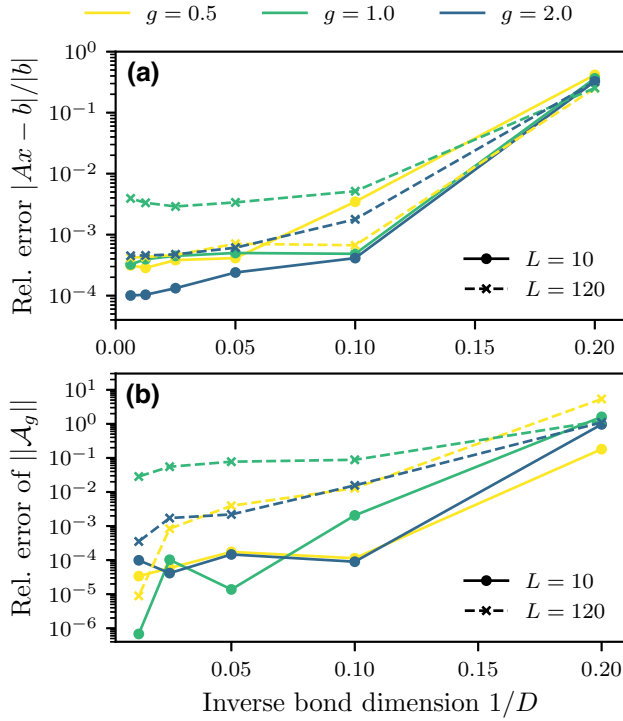 g = 0.5 g = 1.0 g = 2.0
(a)
Rel. error |Ax − b|/|b|
10^0
10^{-1}
10^{-2}
10^{-3}
10^{-4}
L = 10
L = 120
0.00 0.05 0.10 0.15 0.20
(b)
Rel. error of ||𝒜_g||
10^1
10^0
10^{-1}
10^{-2}
10^{-3}
10^{-4}
10^{-5}
10^{-6}
L = 10
L = 120
0.05 0.10 0.15 0.20
Inverse bond dimension 1/D